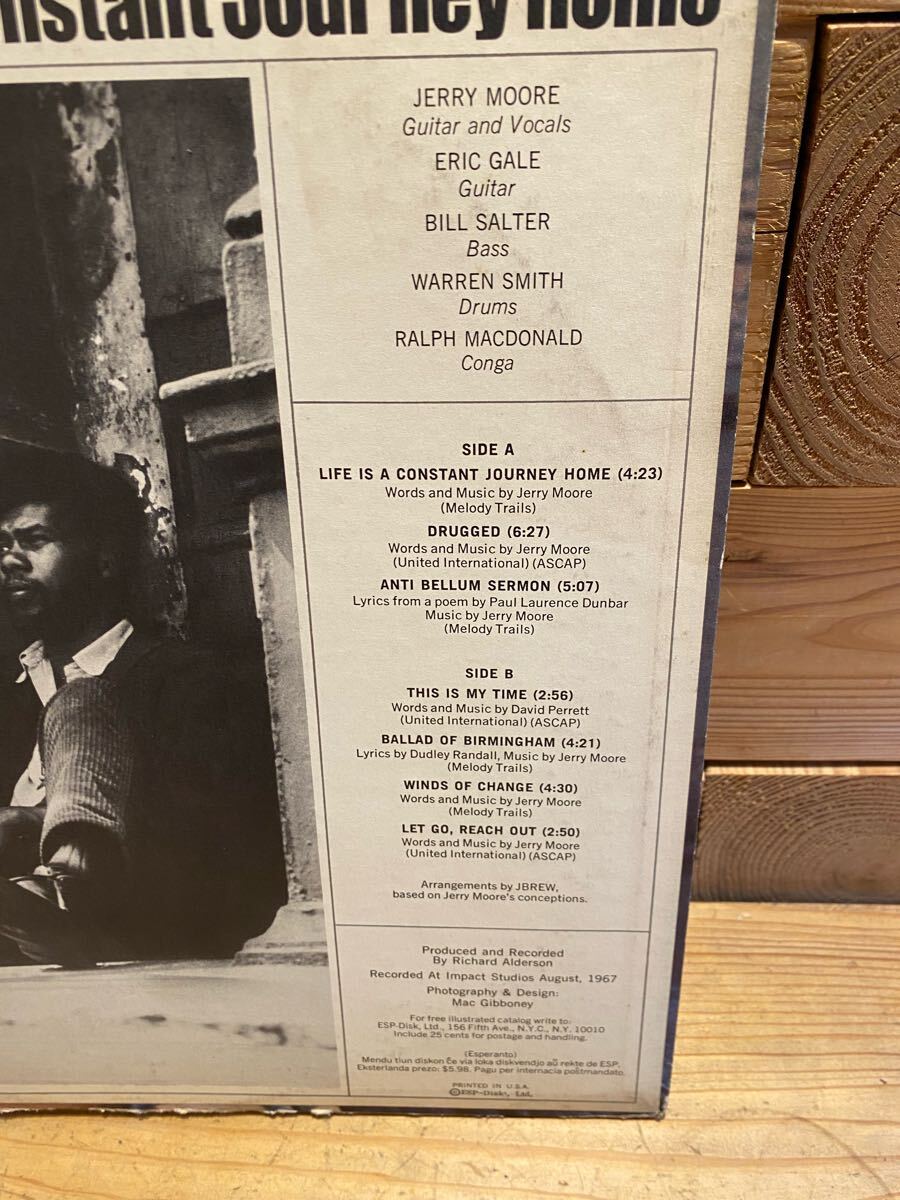 nstant Journey Home
JERRY MOORE
Guitar and Vocals
ERIC GALE
Guitar
BILL SALTER
Bass
WARREN SMITH
Drums
RALPH MACDONALD
Conga
SIDE A
LIFE IS A CONSTANT JOURNEY HOME (4:23)
Words and Music by Jerry Moore
(Melody Trails)
DRUGGED (6:27)
Words and Music by Jerry Moore
(United International) (ASCAP)
ANTI BELLUM SERMON (5:07)
Lyrics from a poem by Paul Laurence Dunbar
Music by Jerry Moore
(Melody Trails)
SIDE B
THIS IS MY TIME (2:56)
Words and Music by David Perrett
(United International) (ASCAP)
BALLAD OF BIRMINGHAM (4:21)
Lyrics by Dudley Randall, Music by Jerry Moore
(Melody Trails)
WINDS OF CHANGE (4:30)
Words and Music by Jerry Moore
(Melody Trails)
LET GO, REACH OUT (2:50)
Words and Music by Jerry Moore
(United International) (ASCAP)
Arrangements by JBREW,
based on Jerry Moore's conceptions.
Produced and Recorded
By Richard Alderson
Recorded At Impact Studios August, 1967
Photography & Design:
Mac Gibboney
For free illustrated catalog write to:
ESP-Disk, Ltd., 156 Fifth Ave., N.Y.C., N.Y. 10010
Include 25 cents for postage and handling.
(Esperanto)
Mendu tiun diskon ĉe via loka diskvendjo aŭ rekte de ESP.
Eksterlanda prezo: $5.98. Pagu per internacia poŝtmandato.
PRINTED IN U.S.A.
©ESP-Disk, Ltd.